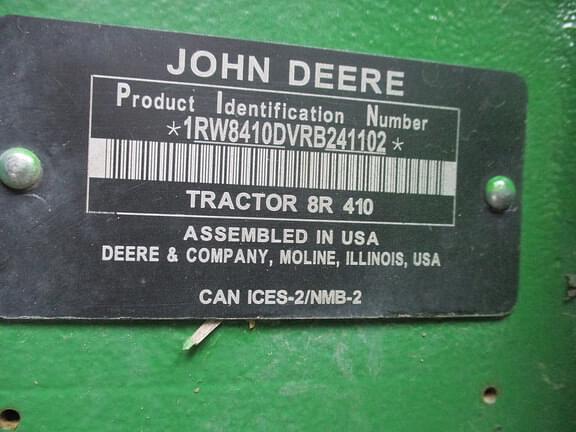 JOHN DEERE
Product Identification Number
*1RW8410DVRB241102*
TRACTOR 8R 410
ASSEMBLED IN USA
DEERE & COMPANY, MOLINE, ILLINOIS, USA
CAN ICES-2/NMB-2